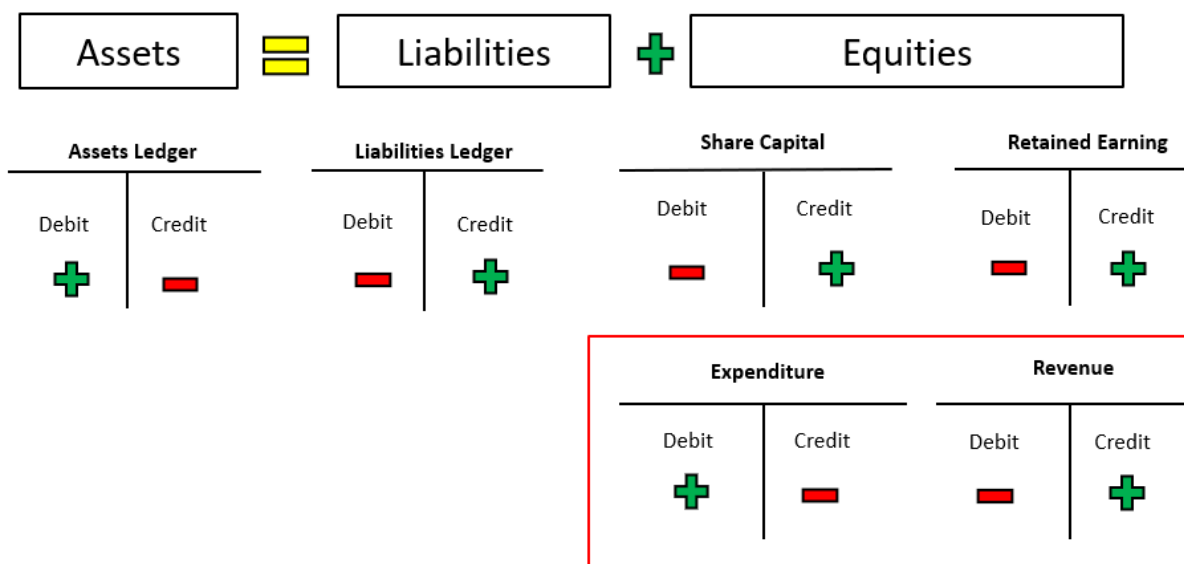 Assets
Liabilities
Equities
Assets Ledger
Liabilities Ledger
Share Capital
Retained Earning
Debit
Credit
Debit
Credit
Debit
Credit
Debit
Credit
Expenditure
Revenue
Debit
Credit
Debit
Credit